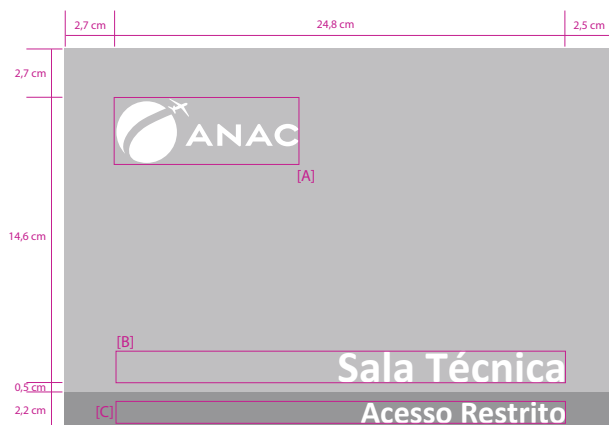 2,7 cm 24,8 cm 2,5 cm
2,7 cm
ANAC
[A]
14,6 cm
[B]
Sala Técnica
0,5 cm
2,2 cm
[C]
Acesso Restrito